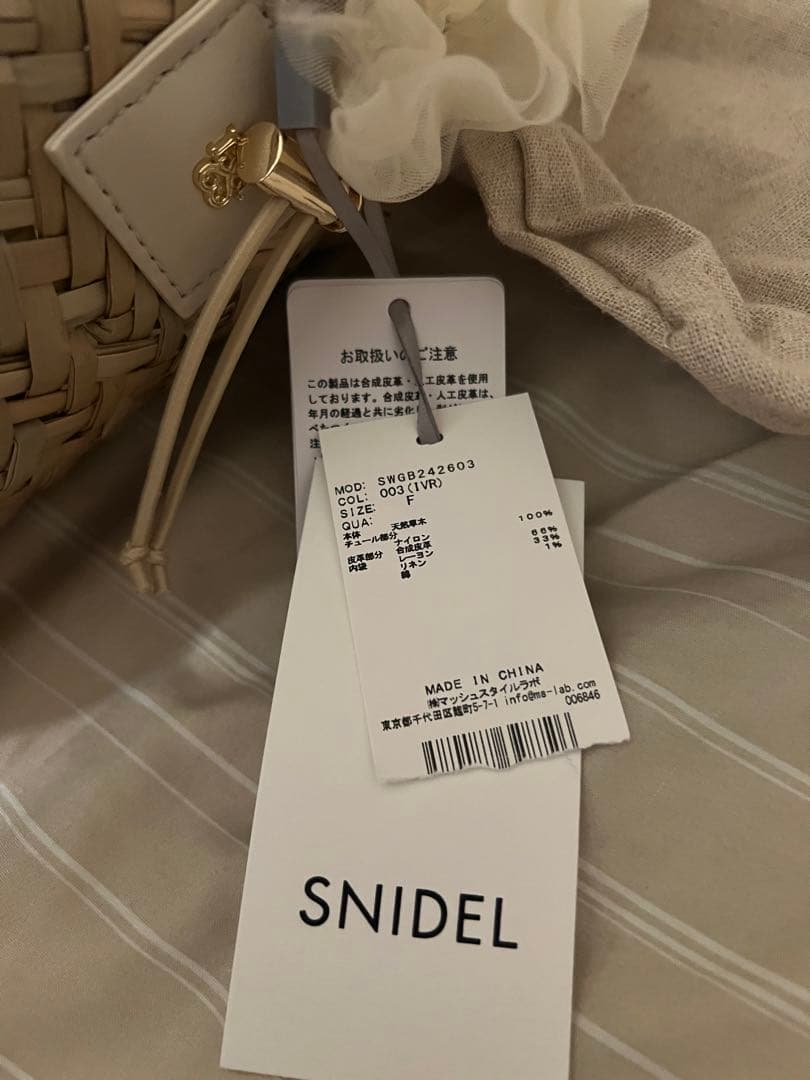 お取扱いのご注意
この製品は合成皮革・人工皮革を使用
しております。合成皮革・人工皮革は、
年月の経過と共に劣化し
べた
注
MOD: SWGB242603
COL: 003(IVR)
SIZE: F
QUA:
本体 天然草木 100%
チュール部分 ナイロン
皮革部分 合成皮革
内袋 レーヨン 66%
リネン 33%
綿 1%
MADE IN CHINA
㈱マッシュスタイルラボ
東京都千代田区麹町5-7-1 info@ms-lab.com
006846
SNIDEL